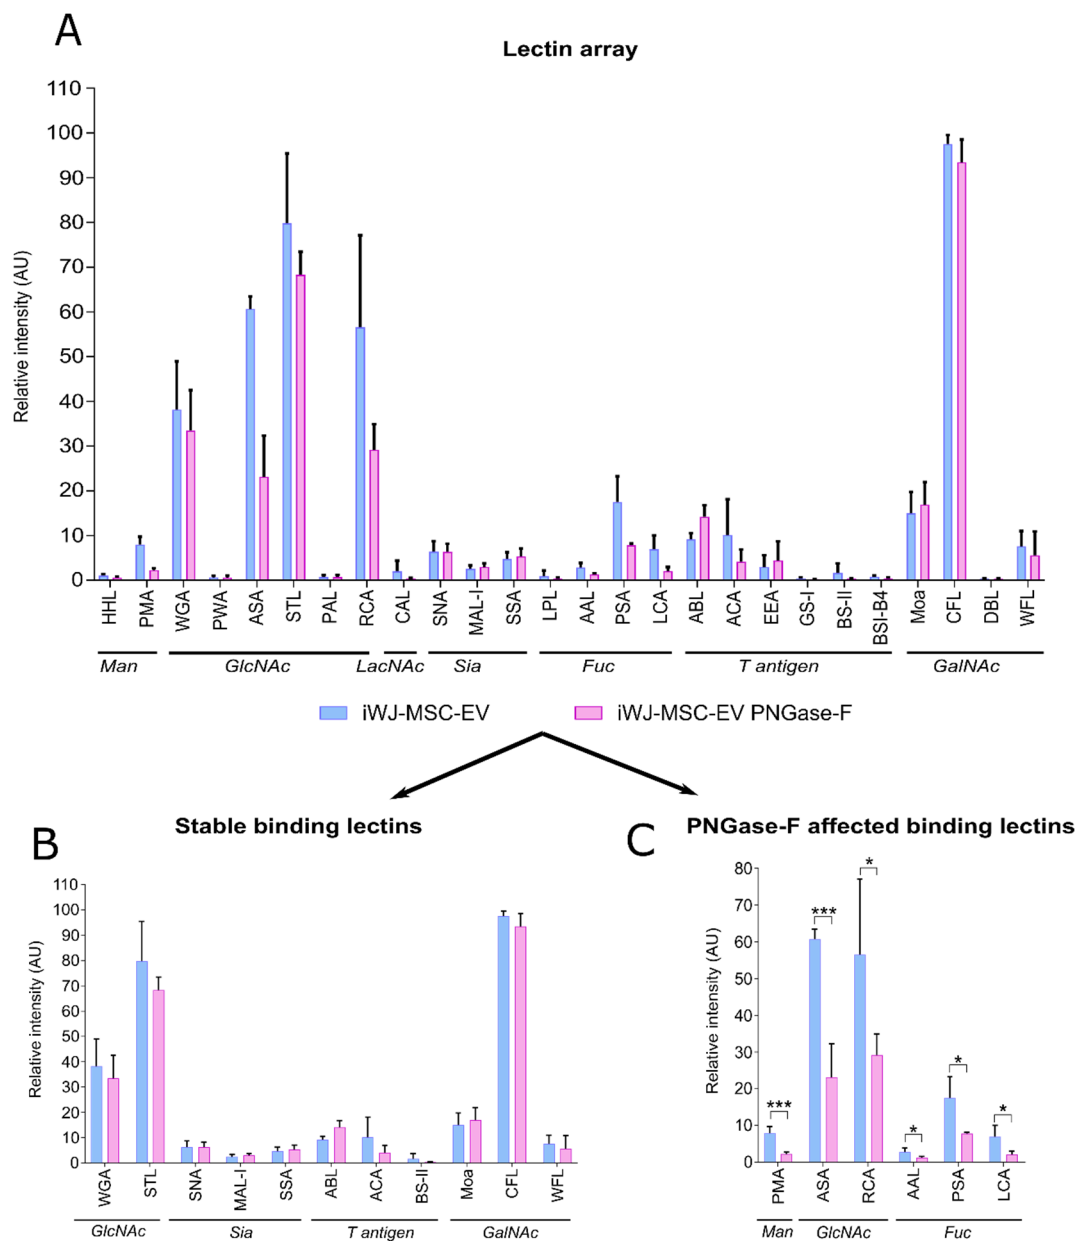 A
Lectin array
Relative intensity (AU)
110
100
90
80
70
60
50
40
30
20
10
0
HHL PMA WGA PWA ASA STL PAL RCA CAL SNA MAL-I SSA LPL AAL PSA LCA ABL ACA EEA GS-I BS-II BSI-B4 Moa CFL DBL WFL
Man GlcNAc LacNAc Sia Fuc T antigen GalNAc
iWJ-MSC-EV iWJ-MSC-EV PNGase-F
B
Stable binding lectins
Relative intensity (AU)
110
100
90
80
70
60
50
40
30
20
10
0
WGA STL SNA MAL-I SSA ABL ACA BS-II Moa CFL WFL
GlcNAc Sia T antigen GalNAc
C
PNGase-F affected binding lectins
Relative intensity (AU)
80
70
60
50
40
30
20
10
0
*** *** * * * *
PMA ASA RCA AAL PSA LCA
Man GlcNAc Fuc